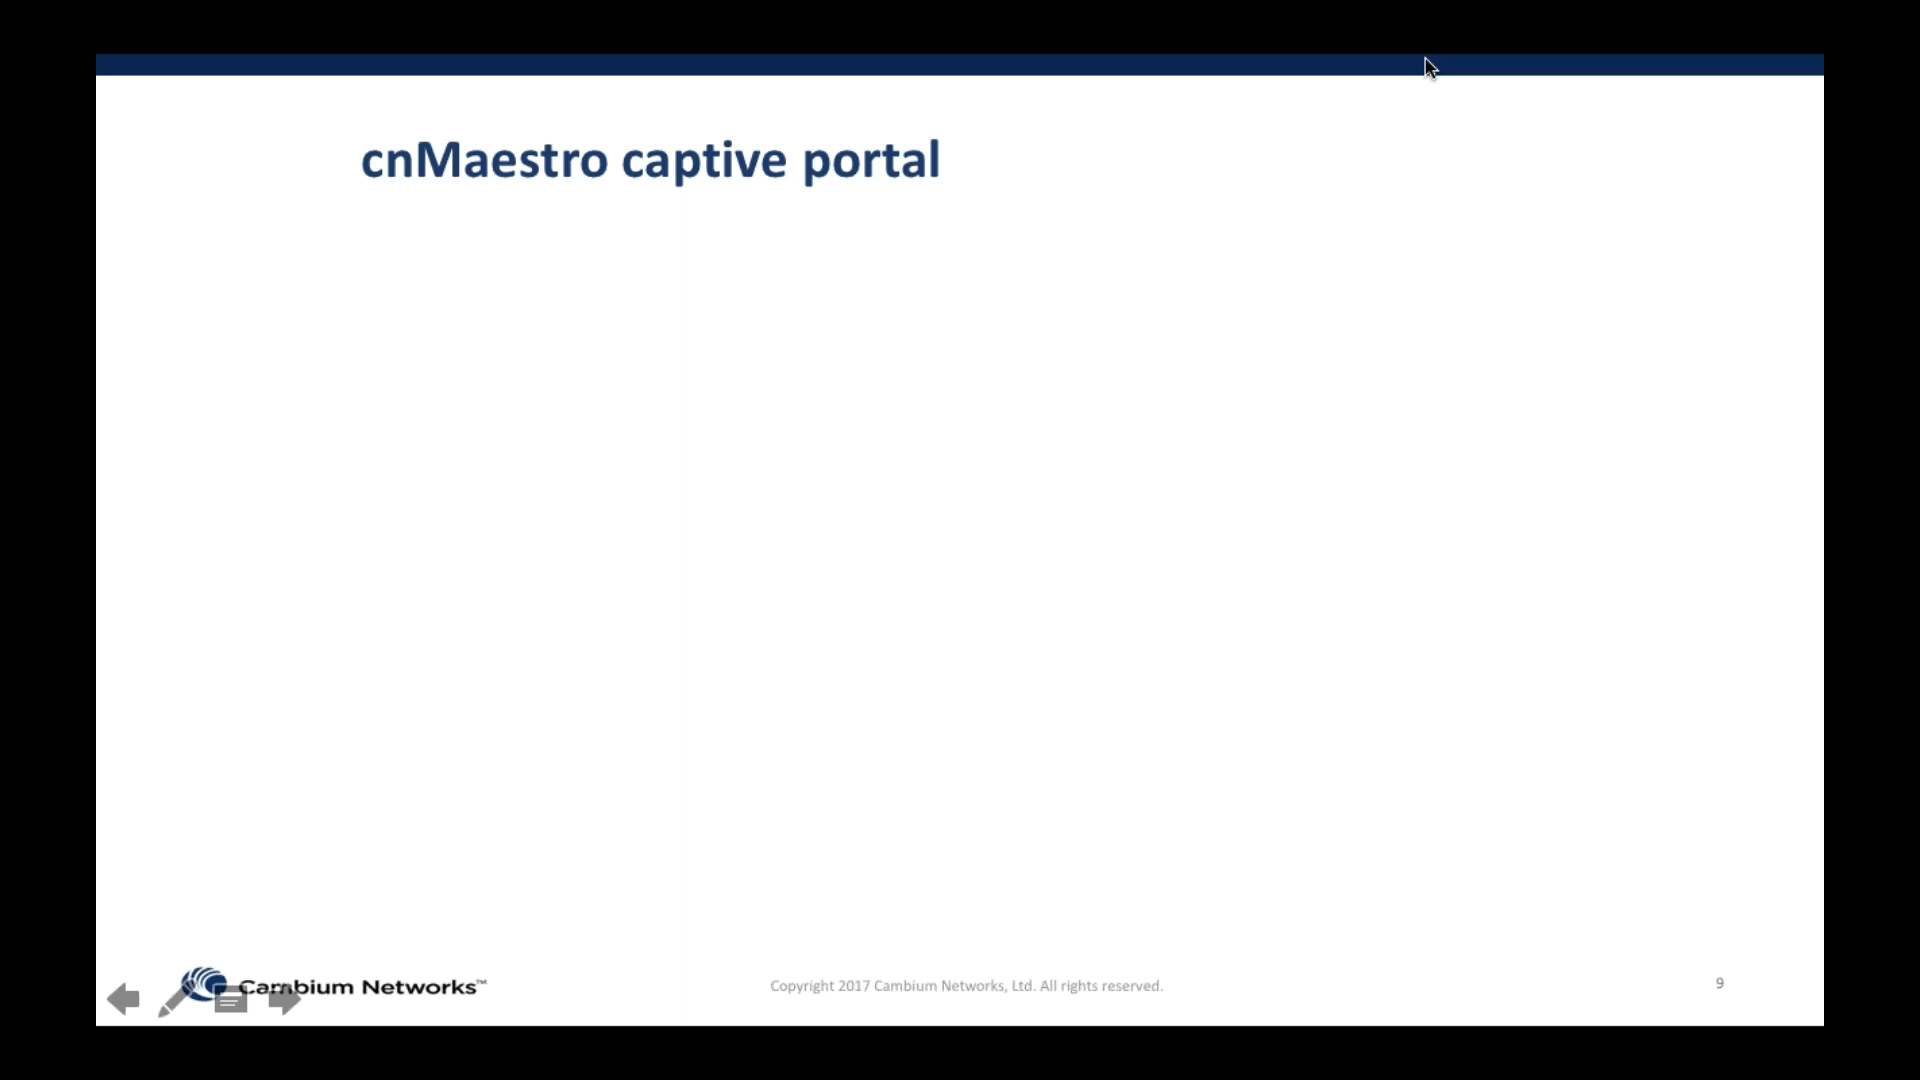 cnMaestro captive portal
Cambium Networks™
Copyright 2017 Cambium Networks, Ltd. All rights reserved.
9